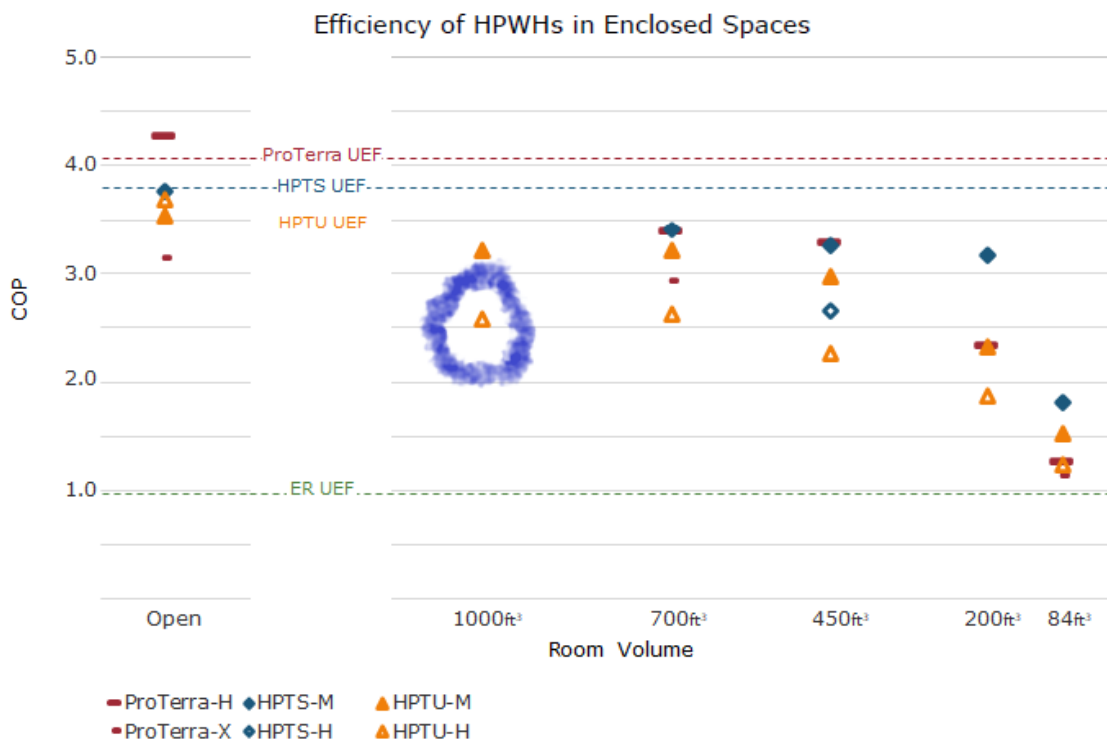 Efficiency of HPWHs in Enclosed Spaces
5.0
4.0
3.0
2.0
1.0
COP
ProTerra UEF
HPTS UEF
HPTU UEF
ER UEF
Open 1000ft³ 700ft³ 450ft³ 200ft³ 84ft³
Room Volume
ProTerra-H HPTS-M HPTU-M
ProTerra-X HPTS-H HPTU-H